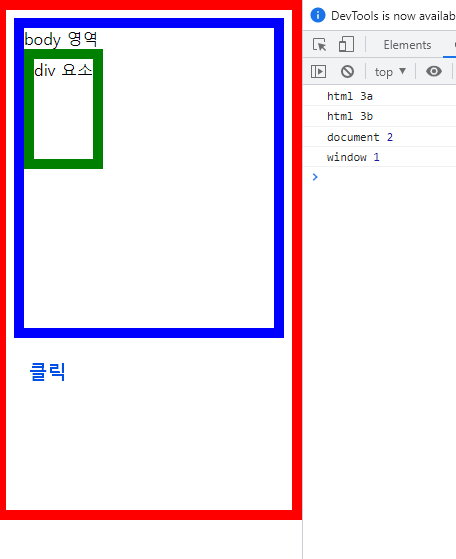 body 영역
div 요소
클릭
DevTools is now availab
Elements
top ▼
html 3a
html 3b
document 2
window 1
>